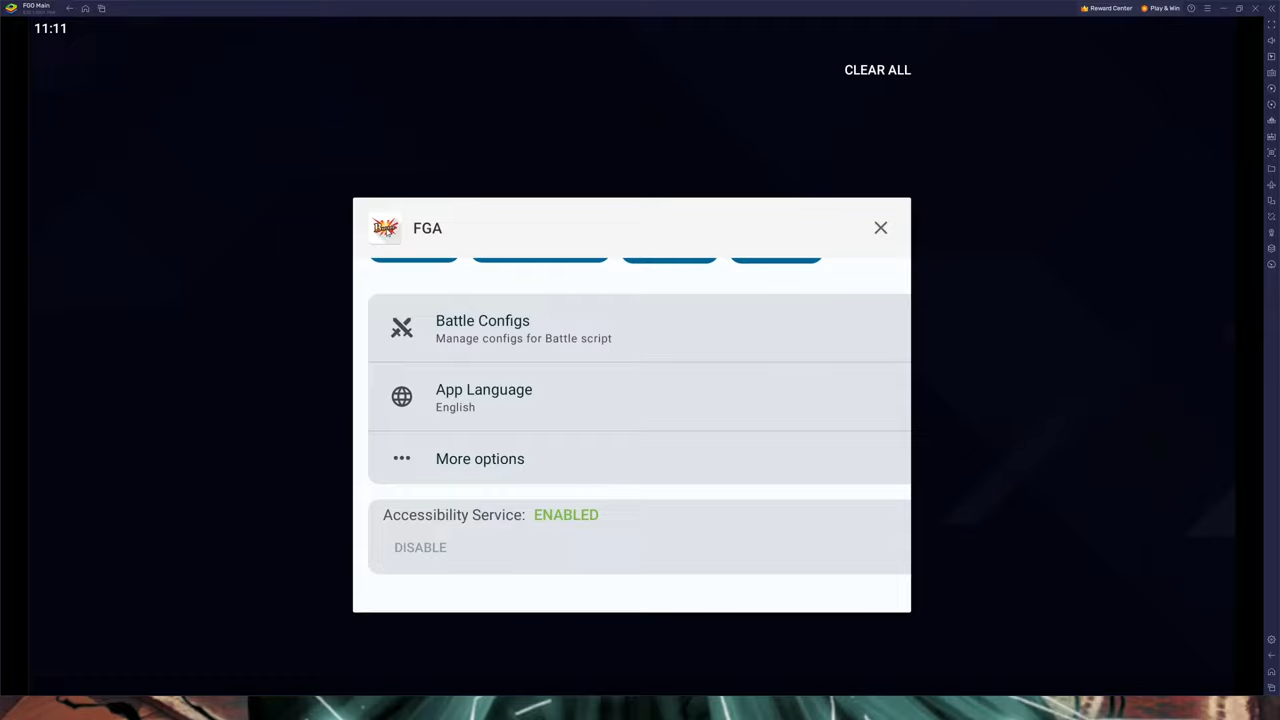 FGO Main
Reward Center
Play & Win
11:11
CLEAR ALL
FGA
Battle Configs
Manage configs for Battle script
App Language
English
More options
Accessibility Service: ENABLED
DISABLE